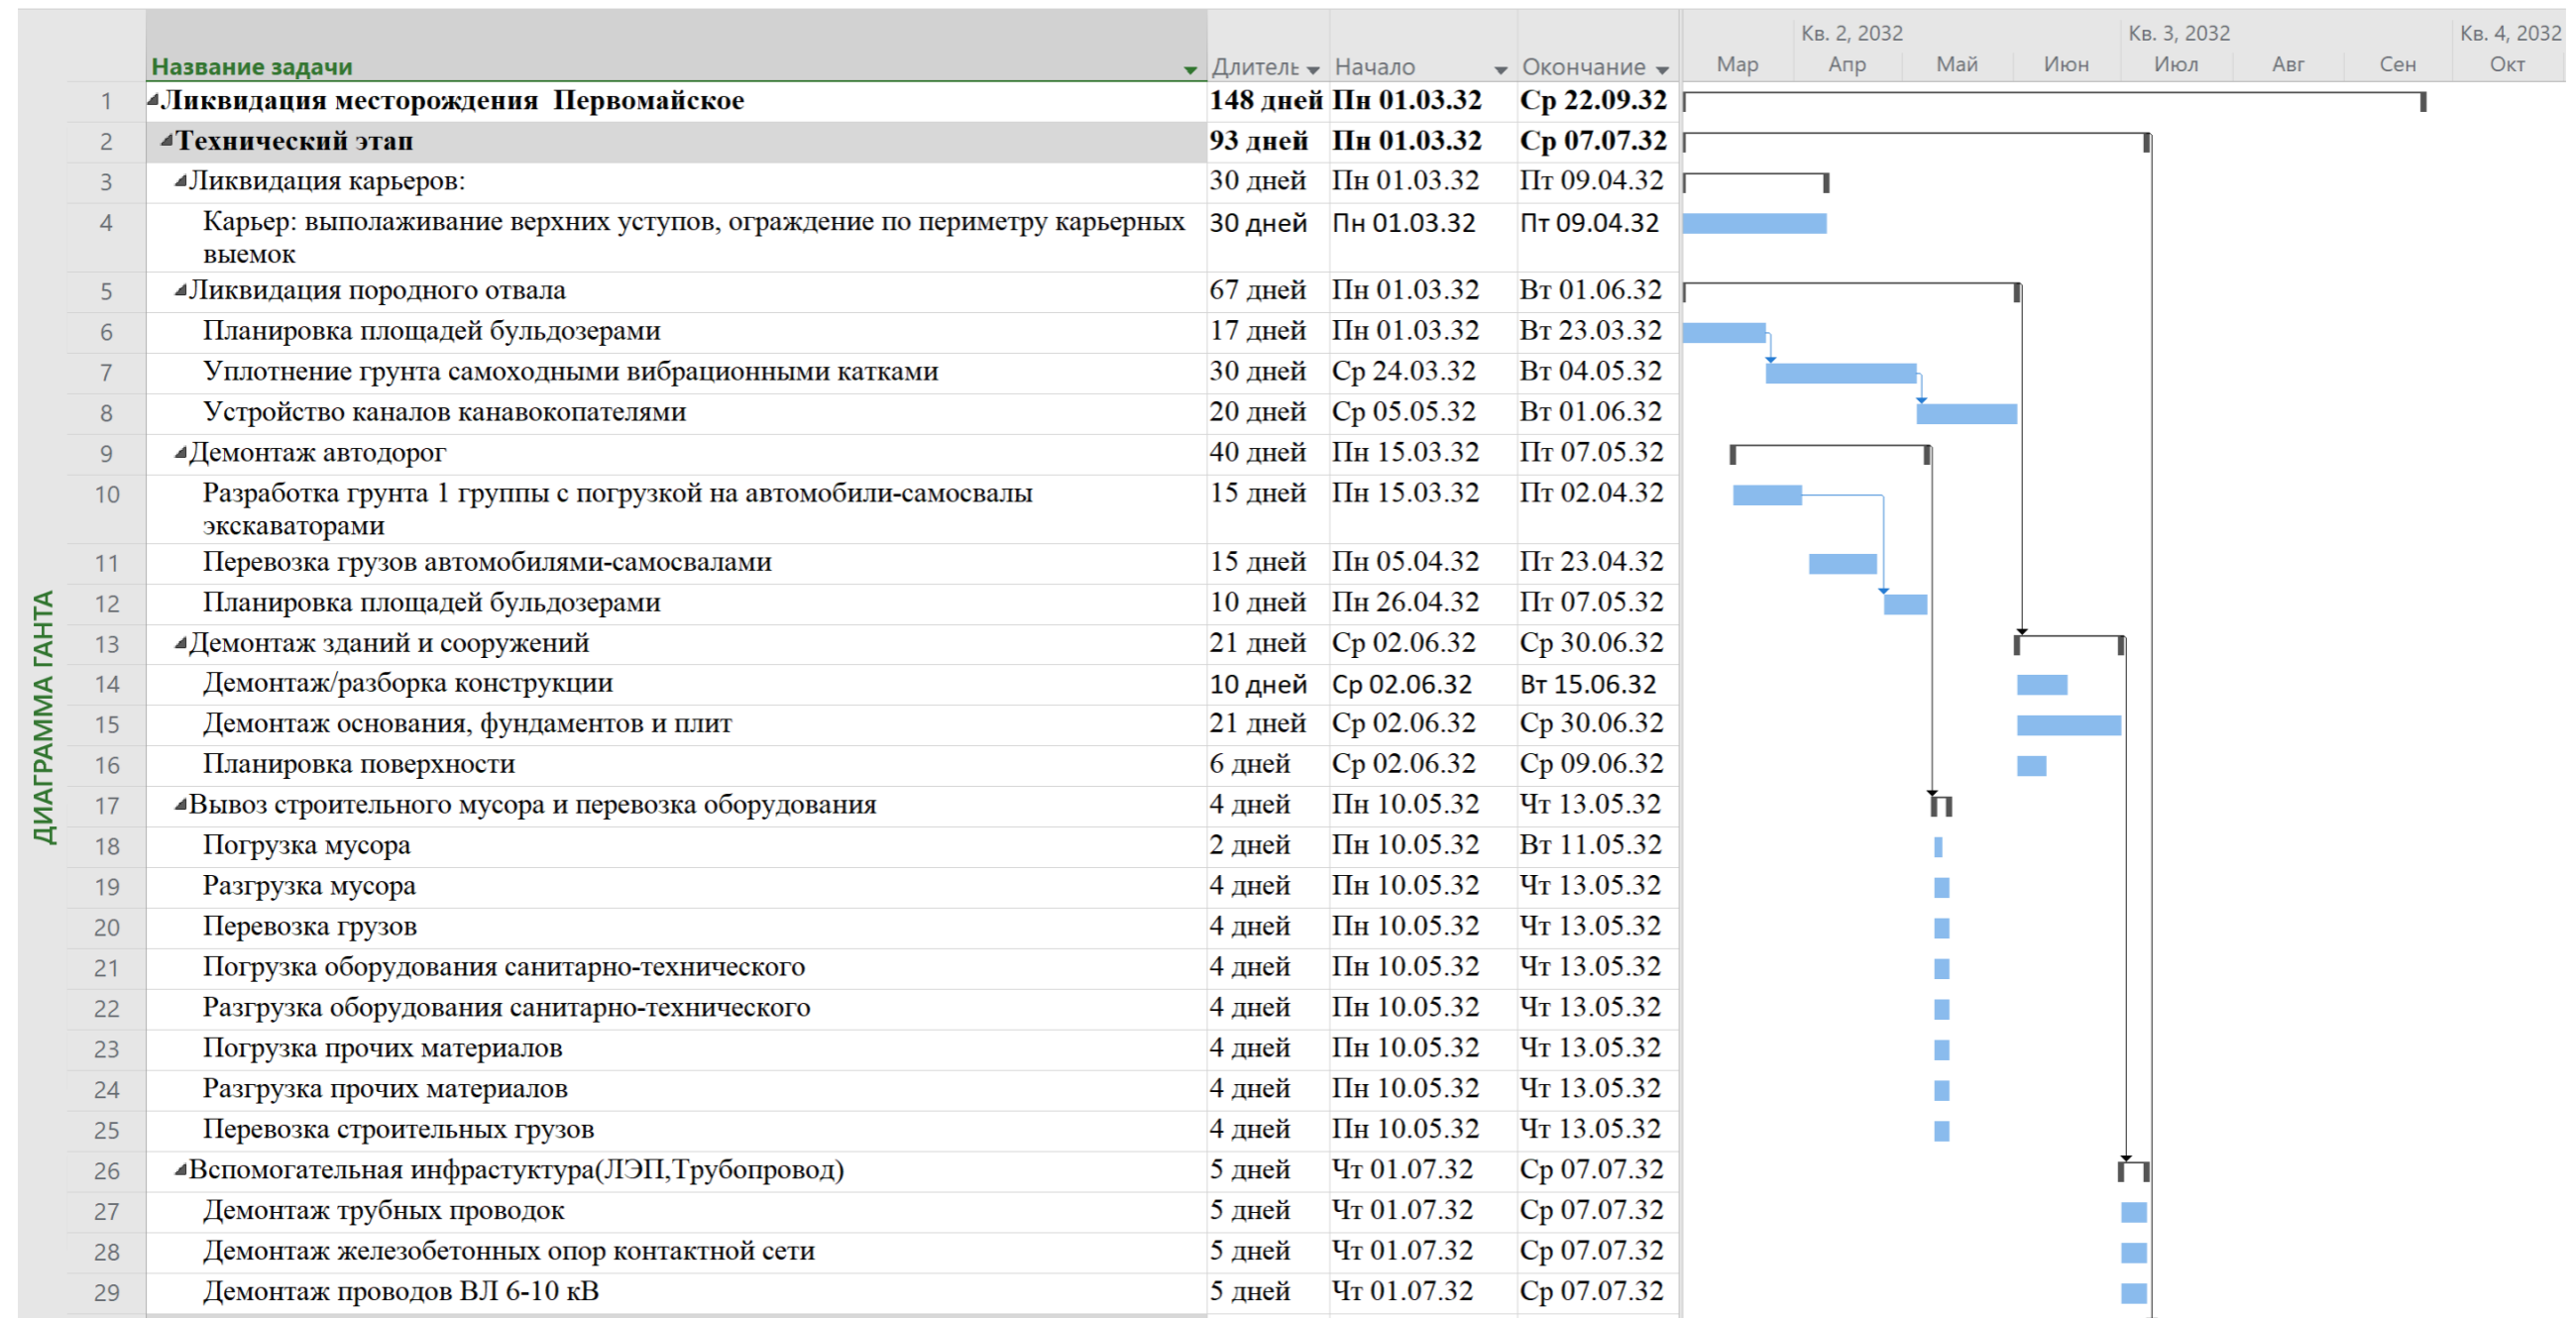 Кв. 2, 2032 Кв. 3, 2032 Кв. 4, 2032
Название задачи Длитель Начало Окончание Мар Апр Май Июн Июл Авг Сен Окт
1 Ликвидация месторождения Первомайское 148 дней Пн 01.03.32 Ср 22.09.32
2 Технический этап 93 дней Пн 01.03.32 Ср 07.07.32
3 Ликвидация карьеров: 30 дней Пн 01.03.32 Пт 09.04.32
4 Карьер: выполаживание верхних уступов, ограждение по периметру карьерных 30 дней Пн 01.03.32 Пт 09.04.32
выемок
5 Ликвидация породного отвала 67 дней Пн 01.03.32 Вт 01.06.32
6 Планировка площадей бульдозерами 17 дней Пн 01.03.32 Вт 23.03.32
7 Уплотнение грунта самоходными вибрационными катками 30 дней Ср 24.03.32 Вт 04.05.32
8 Устройство каналов канавокопателями 20 дней Ср 05.05.32 Вт 01.06.32
9 Демонтаж автодорог 40 дней Пн 15.03.32 Пт 07.05.32
10 Разработка грунта 1 группы с погрузкой на автомобили-самосвалы 15 дней Пн 15.03.32 Пт 02.04.32
экскаваторами
11 Перевозка грузов автомобилями-самосвалами 15 дней Пн 05.04.32 Пт 23.04.32
12 Планировка площадей бульдозерами 10 дней Пн 26.04.32 Пт 07.05.32
13 Демонтаж зданий и сооружений 21 дней Ср 02.06.32 Ср 30.06.32
14 Демонтаж/разборка конструкции 10 дней Ср 02.06.32 Вт 15.06.32
15 Демонтаж основания, фундаментов и плит 21 дней Ср 02.06.32 Ср 30.06.32
16 Планировка поверхности 6 дней Ср 02.06.32 Ср 09.06.32
17 Вывоз строительного мусора и перевозка оборудования 4 дней Пн 10.05.32 Чт 13.05.32
18 Погрузка мусора 2 дней Пн 10.05.32 Вт 11.05.32
19 Разгрузка мусора 4 дней Пн 10.05.32 Чт 13.05.32
20 Перевозка грузов 4 дней Пн 10.05.32 Чт 13.05.32
21 Погрузка оборудования санитарно-технического 4 дней Пн 10.05.32 Чт 13.05.32
22 Разгрузка оборудования санитарно-технического 4 дней Пн 10.05.32 Чт 13.05.32
23 Погрузка прочих материалов 4 дней Пн 10.05.32 Чт 13.05.32
24 Разгрузка прочих материалов 4 дней Пн 10.05.32 Чт 13.05.32
25 Перевозка строительных грузов 4 дней Пн 10.05.32 Чт 13.05.32
26 Вспомогательная инфрастуктура(ЛЭП,Трубопровод) 5 дней Чт 01.07.32 Ср 07.07.32
27 Демонтаж трубных проводок 5 дней Чт 01.07.32 Ср 07.07.32
28 Демонтаж железобетонных опор контактной сети 5 дней Чт 01.07.32 Ср 07.07.32
29 Демонтаж проводов ВЛ 6-10 кВ 5 дней Чт 01.07.32 Ср 07.07.32
ДИАГРАММА ГАНТА